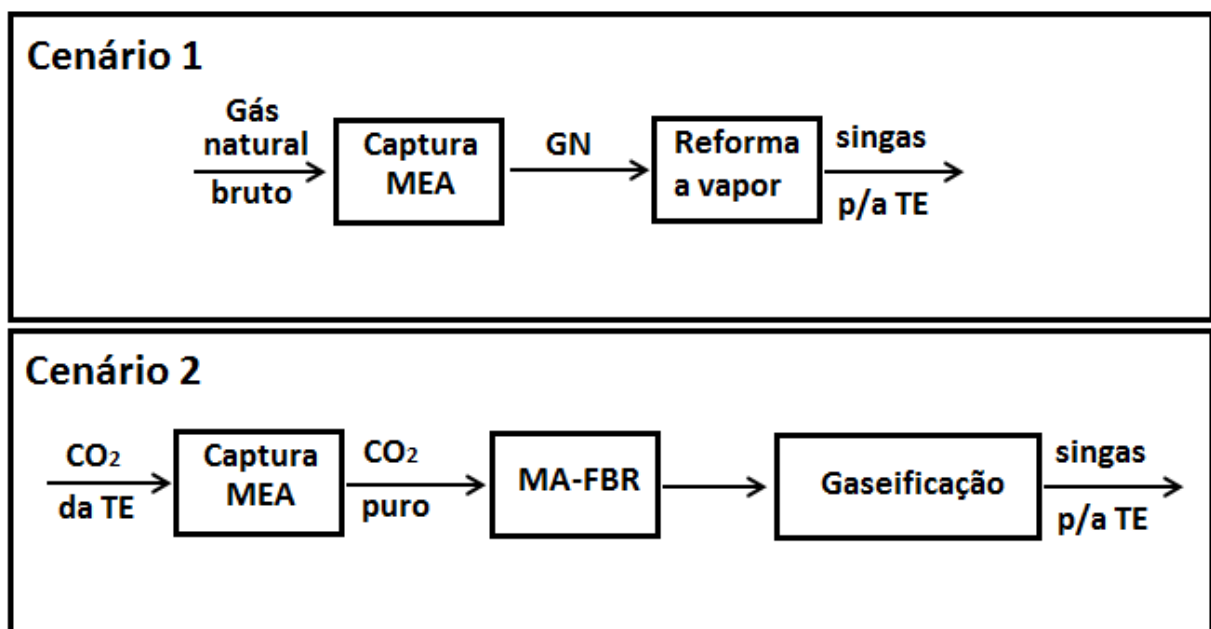 Cenário 1
Gás
natural
bruto
Captura
MEA
GN
Reforma
a vapor
singas
p/a TE
Cenário 2
CO₂
da TE
Captura
MEA
CO₂
puro
MA-FBR
Gaseificação
singas
p/a TE